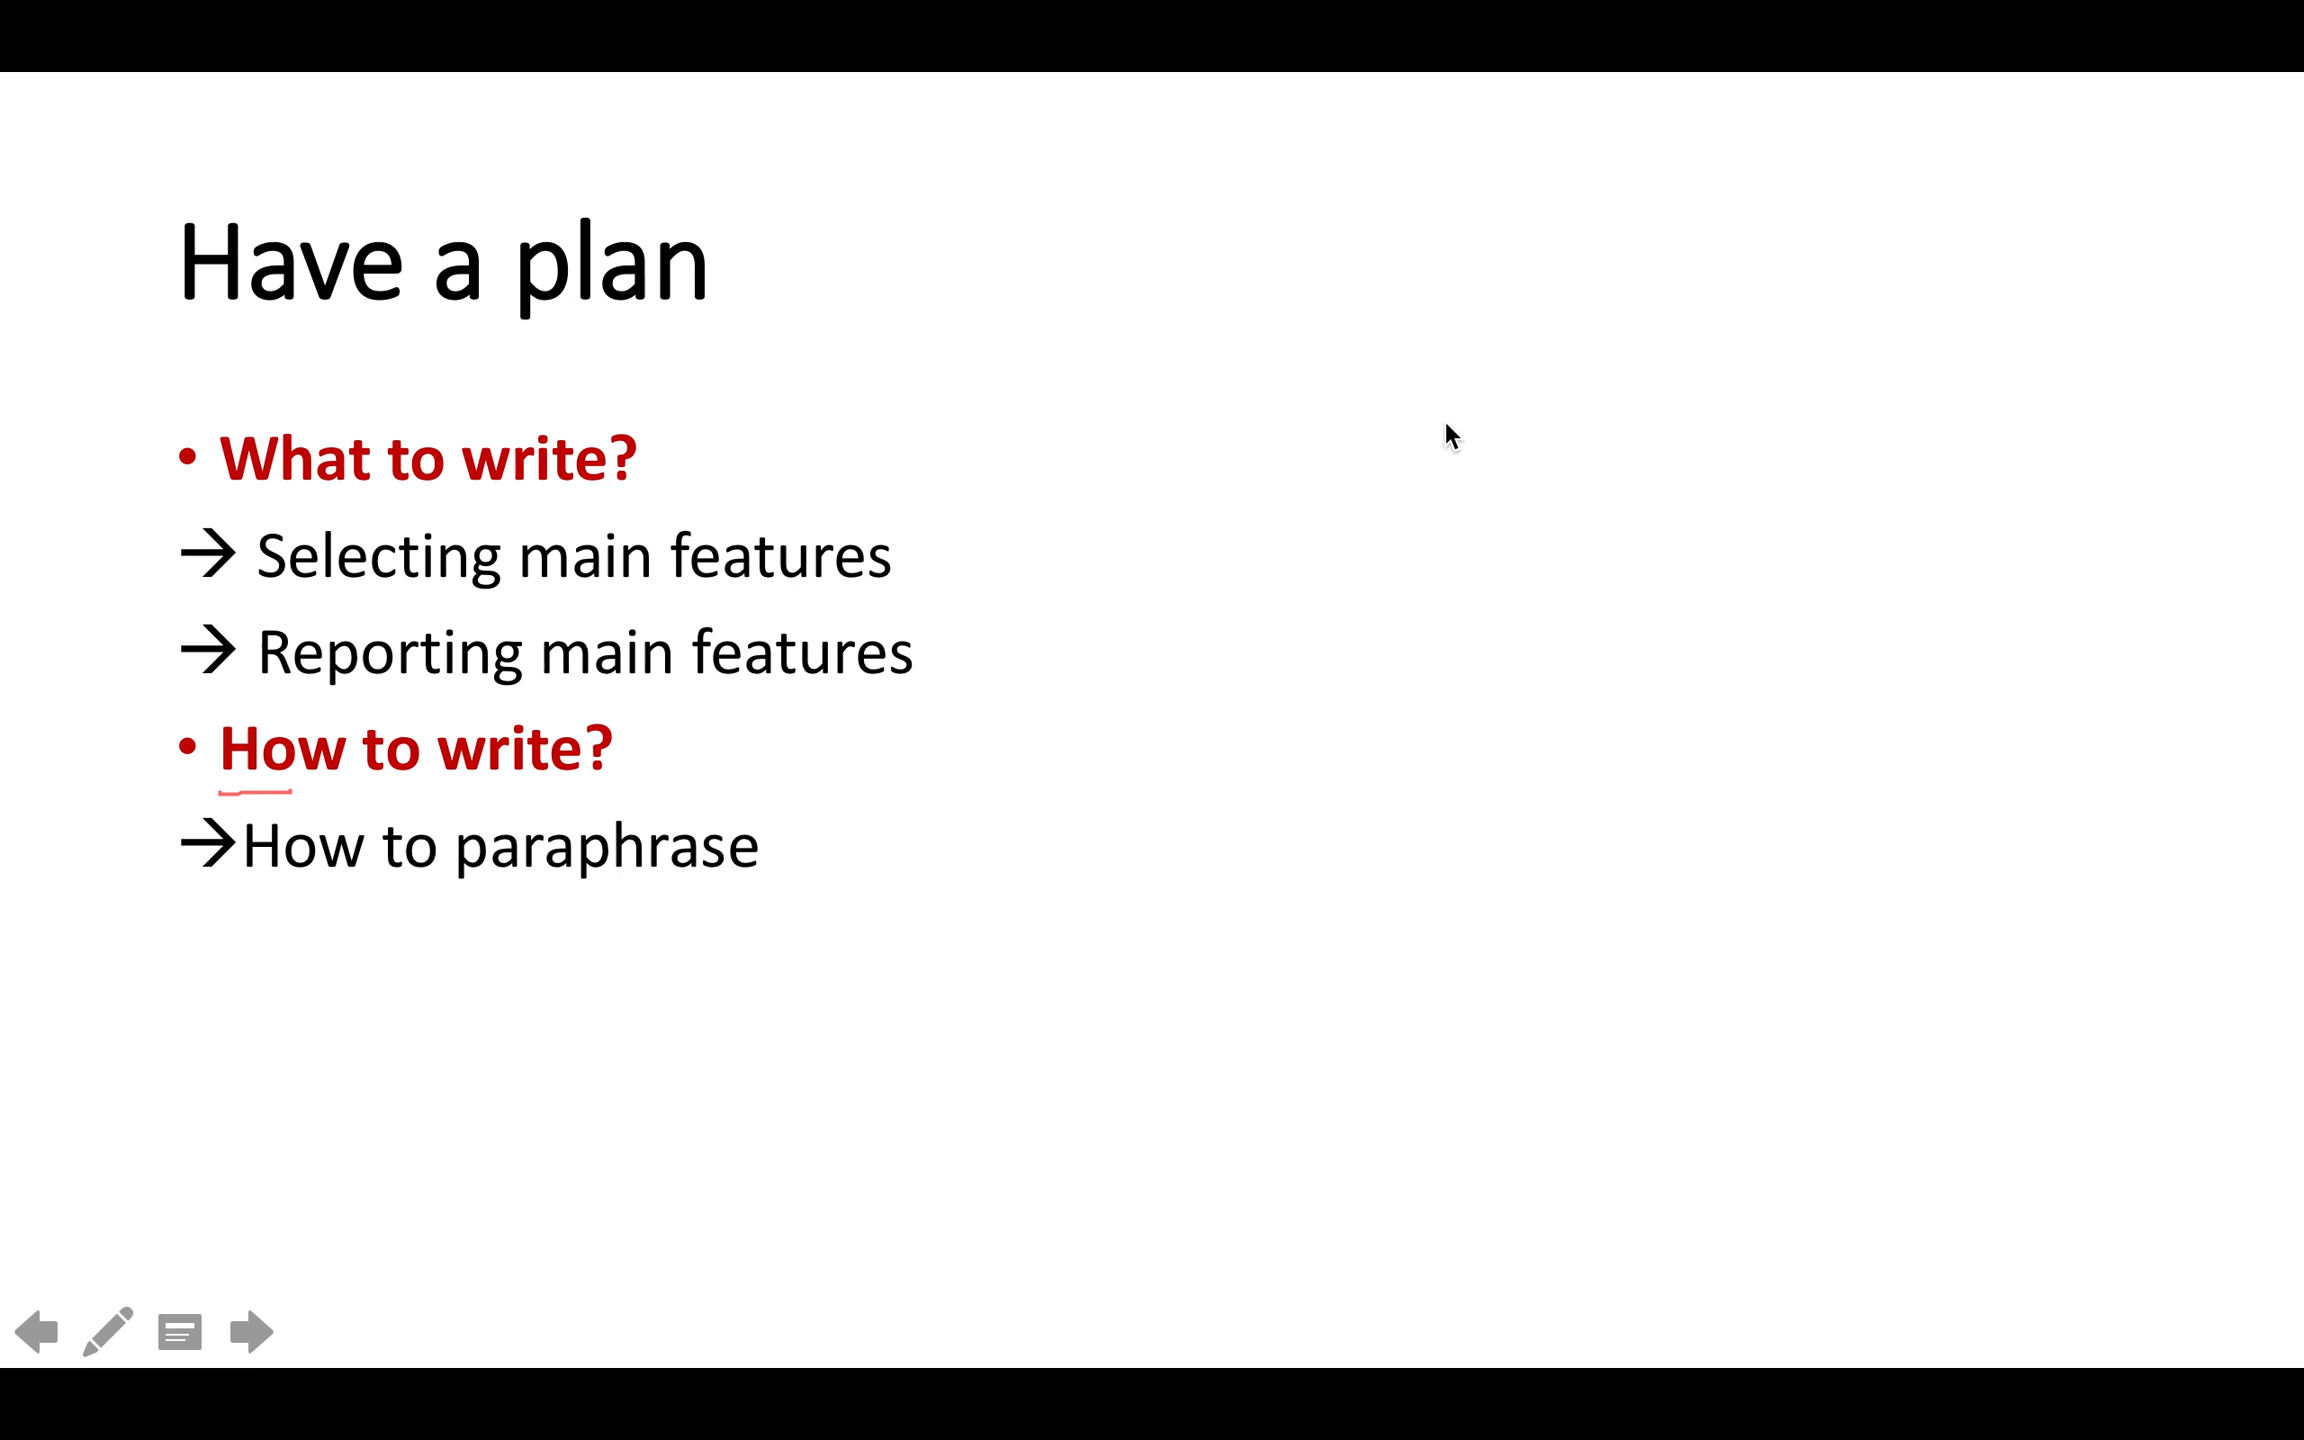 Have a plan
• What to write?
→ Selecting main features
→ Reporting main features
• How to write?
→How to paraphrase